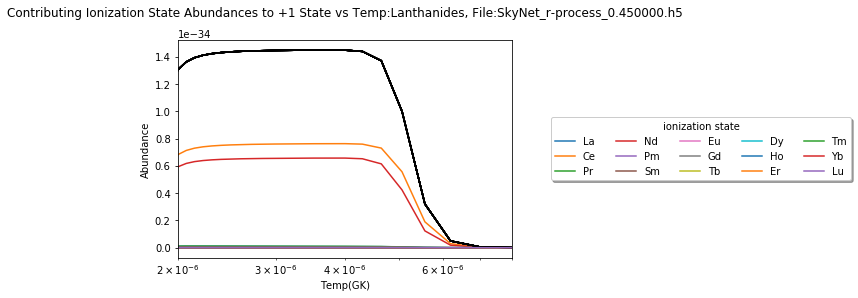 Contributing Ionization State Abundances to +1 State vs Temp:Lanthanides, File:SkyNet_r-process_0.450000.h5
1e−34
1.4
1.2
1.0
0.8
0.6
0.4
0.2
0.0
Abundance
2 × 10⁻⁶ 3 × 10⁻⁶ 4 × 10⁻⁶ 6 × 10⁻⁶
Temp(GK)
ionization state
La Nd Eu Dy Tm
Ce Pm Gd Ho Yb
Pr Sm Tb Er Lu